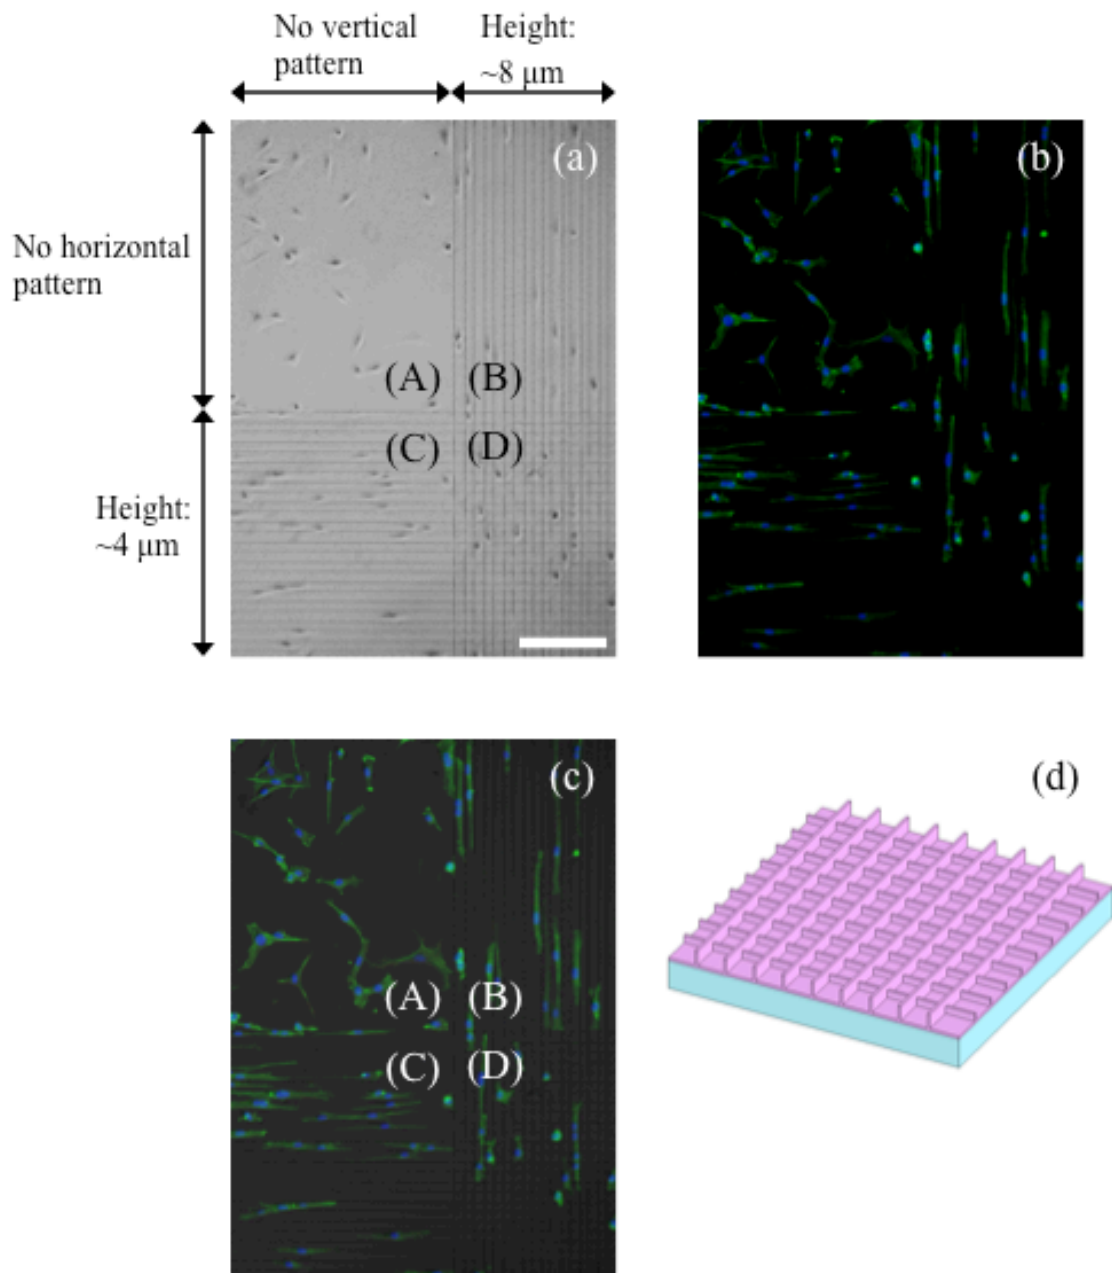 No vertical
pattern
Height:
~8 μm
(a)
(b)
No horizontal
pattern
(A)
(B)
(C)
(D)
Height:
~4 μm
(c)
(d)
(A)
(B)
(C)
(D)